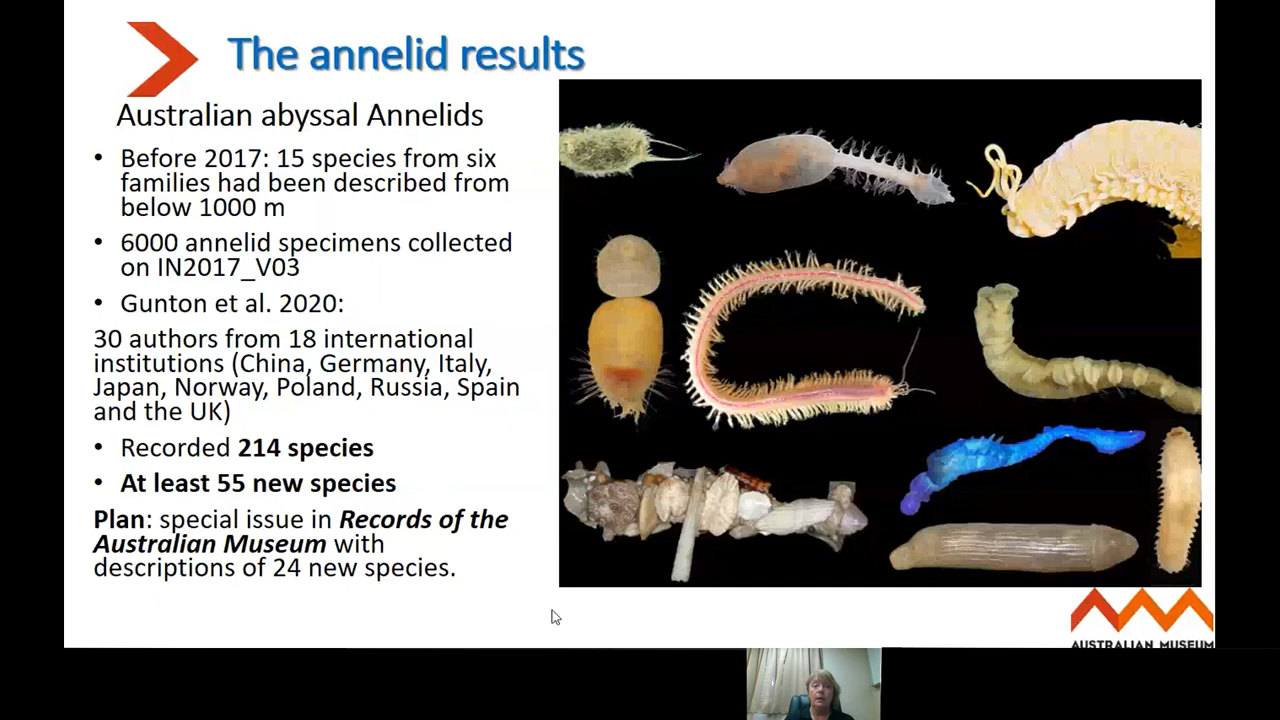 The annelid results
Australian abyssal Annelids
• Before 2017: 15 species from six
families had been described from
below 1000 m
• 6000 annelid specimens collected
on IN2017_V03
• Gunton et al. 2020:
30 authors from 18 international
institutions (China, Germany, Italy,
Japan, Norway, Poland, Russia, Spain
and the UK)
• Recorded 214 species
• At least 55 new species
Plan: special issue in Records of the
Australian Museum with
descriptions of 24 new species.
AUSTRALIAN MUSEUM